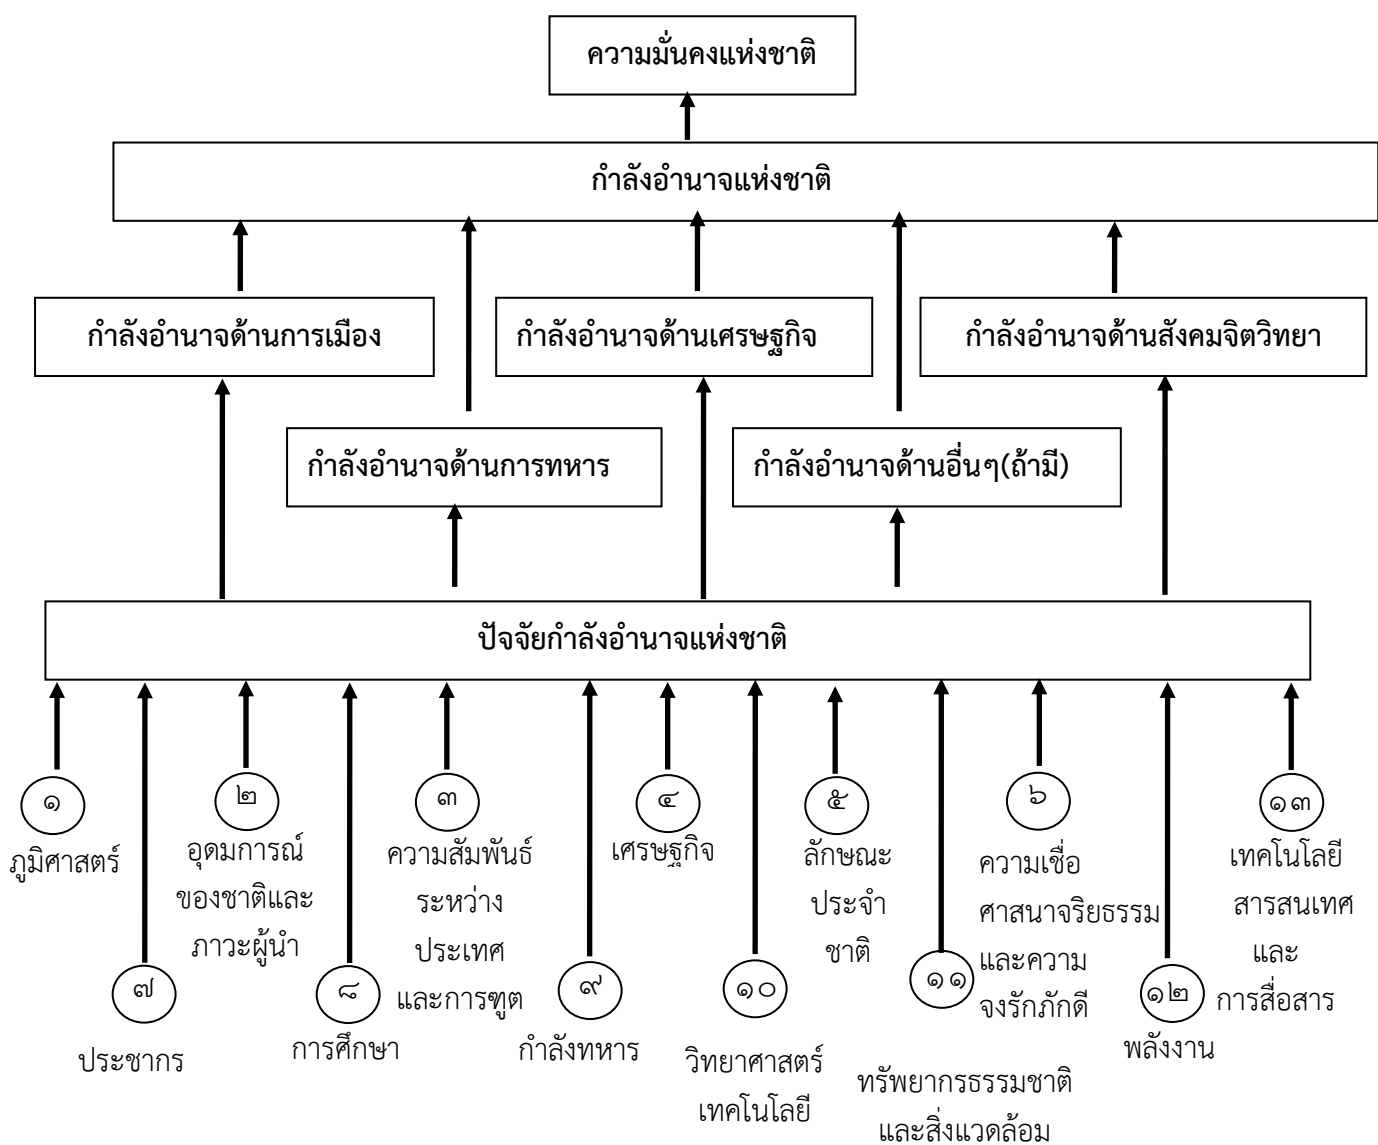 ความมั่นคงแห่งชาติ
กำลังอำนาจแห่งชาติ
กำลังอำนาจด้านการเมือง
กำลังอำนาจด้านเศรษฐกิจ
กำลังอำนาจด้านสังคมจิตวิทยา
กำลังอำนาจด้านการทหาร
กำลังอำนาจด้านอื่นๆ(ถ้ามี)
ปัจจัยกำลังอำนาจแห่งชาติ
๑
ภูมิศาสตร์
๒
อุดมการณ์
ของชาติและ
ภาวะผู้นำ
๓
ความสัมพันธ์
ระหว่าง
ประเทศ
และการฑูต
๔
เศรษฐกิจ
๕
ลักษณะ
ประจำ
ชาติ
๖
ความเชื่อ
ศาสนาจริยธรรม
และความ
จงรักภักดี
๑๓
เทคโนโลยี
สารสนเทศ
และ
การสื่อสาร
๗
ประชากร
๘
การศึกษา
๙
กำลังทหาร
๑๐
วิทยาศาสตร์
เทคโนโลยี
๑๑
ทรัพยากรธรรมชาติ
และสิ่งแวดล้อม
๑๒
พลังงาน